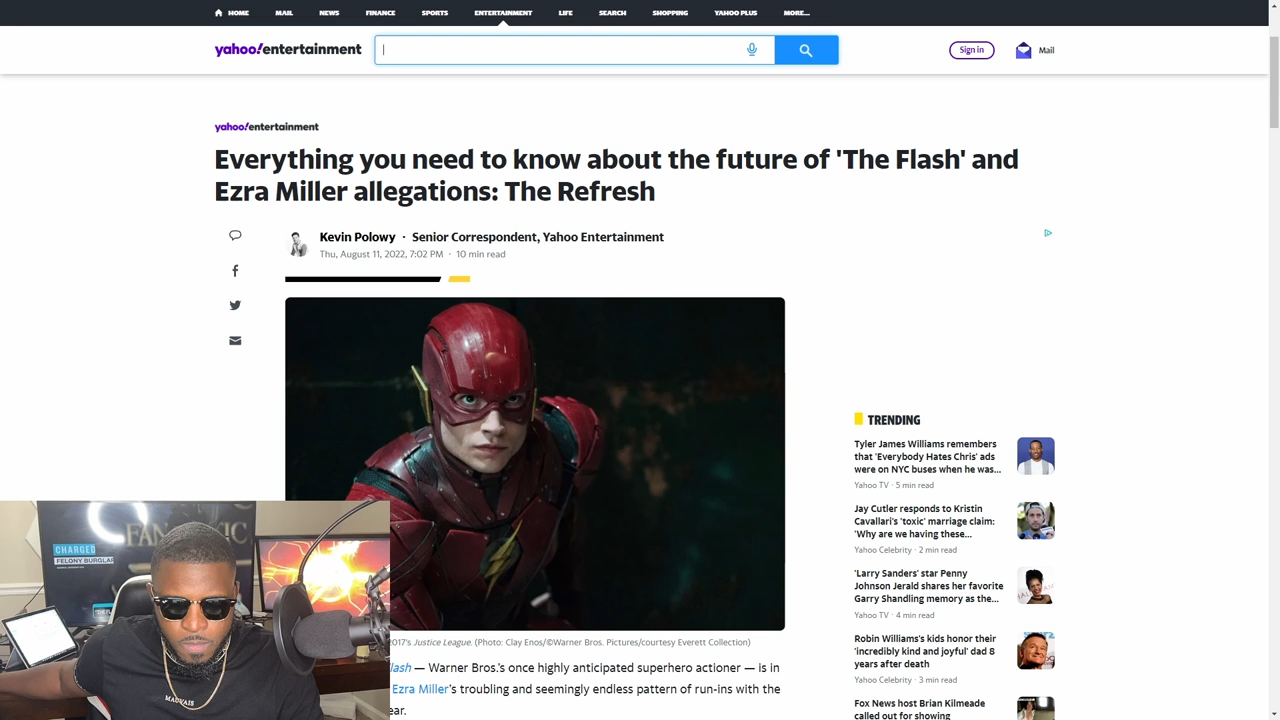 HOME MAIL NEWS FINANCE SPORTS ENTERTAINMENT LIFE SEARCH SHOPPING YAHOO PLUS MORE...
yahoo!entertainment
Sign in
Mail
yahoo!entertainment
Everything you need to know about the future of 'The Flash' and
Ezra Miller allegations: The Refresh
Kevin Polowy · Senior Correspondent, Yahoo Entertainment
Thu, August 11, 2022, 7:02 PM · 10 min read
TRENDING
Tyler James Williams remembers
that 'Everybody Hates Chris' ads
were on NYC buses when he was...
Yahoo TV · 5 min read
Jay Cutler responds to Kristin
Cavallari's 'toxic' marriage claim:
'Why are we having these...
Yahoo Celebrity · 2 min read
'Larry Sanders' star Penny
Johnson Jerald shares her favorite
Garry Shandling memory as the...
Yahoo TV · 4 min read
Robin Williams's kids honor their
'incredibly kind and joyful' dad 8
years after death
Yahoo Celebrity · 3 min read
Fox News host Brian Kilmeade
called out for showing
2017's Justice League. (Photo: Clay Enos/©Warner Bros. Pictures/courtesy Everett Collection)
lash — Warner Bros.'s once highly anticipated superhero actioner — is in
Ezra Miller's troubling and seemingly endless pattern of run-ins with the
ear.
CHARGED
FELONY BURGLA
MAUVAIS